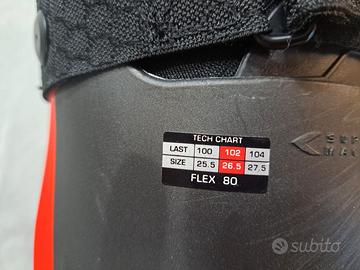 TECH CHART
LAST 100 102 104
SIZE 25.5 26.5 27.5
FLEX 80
subito